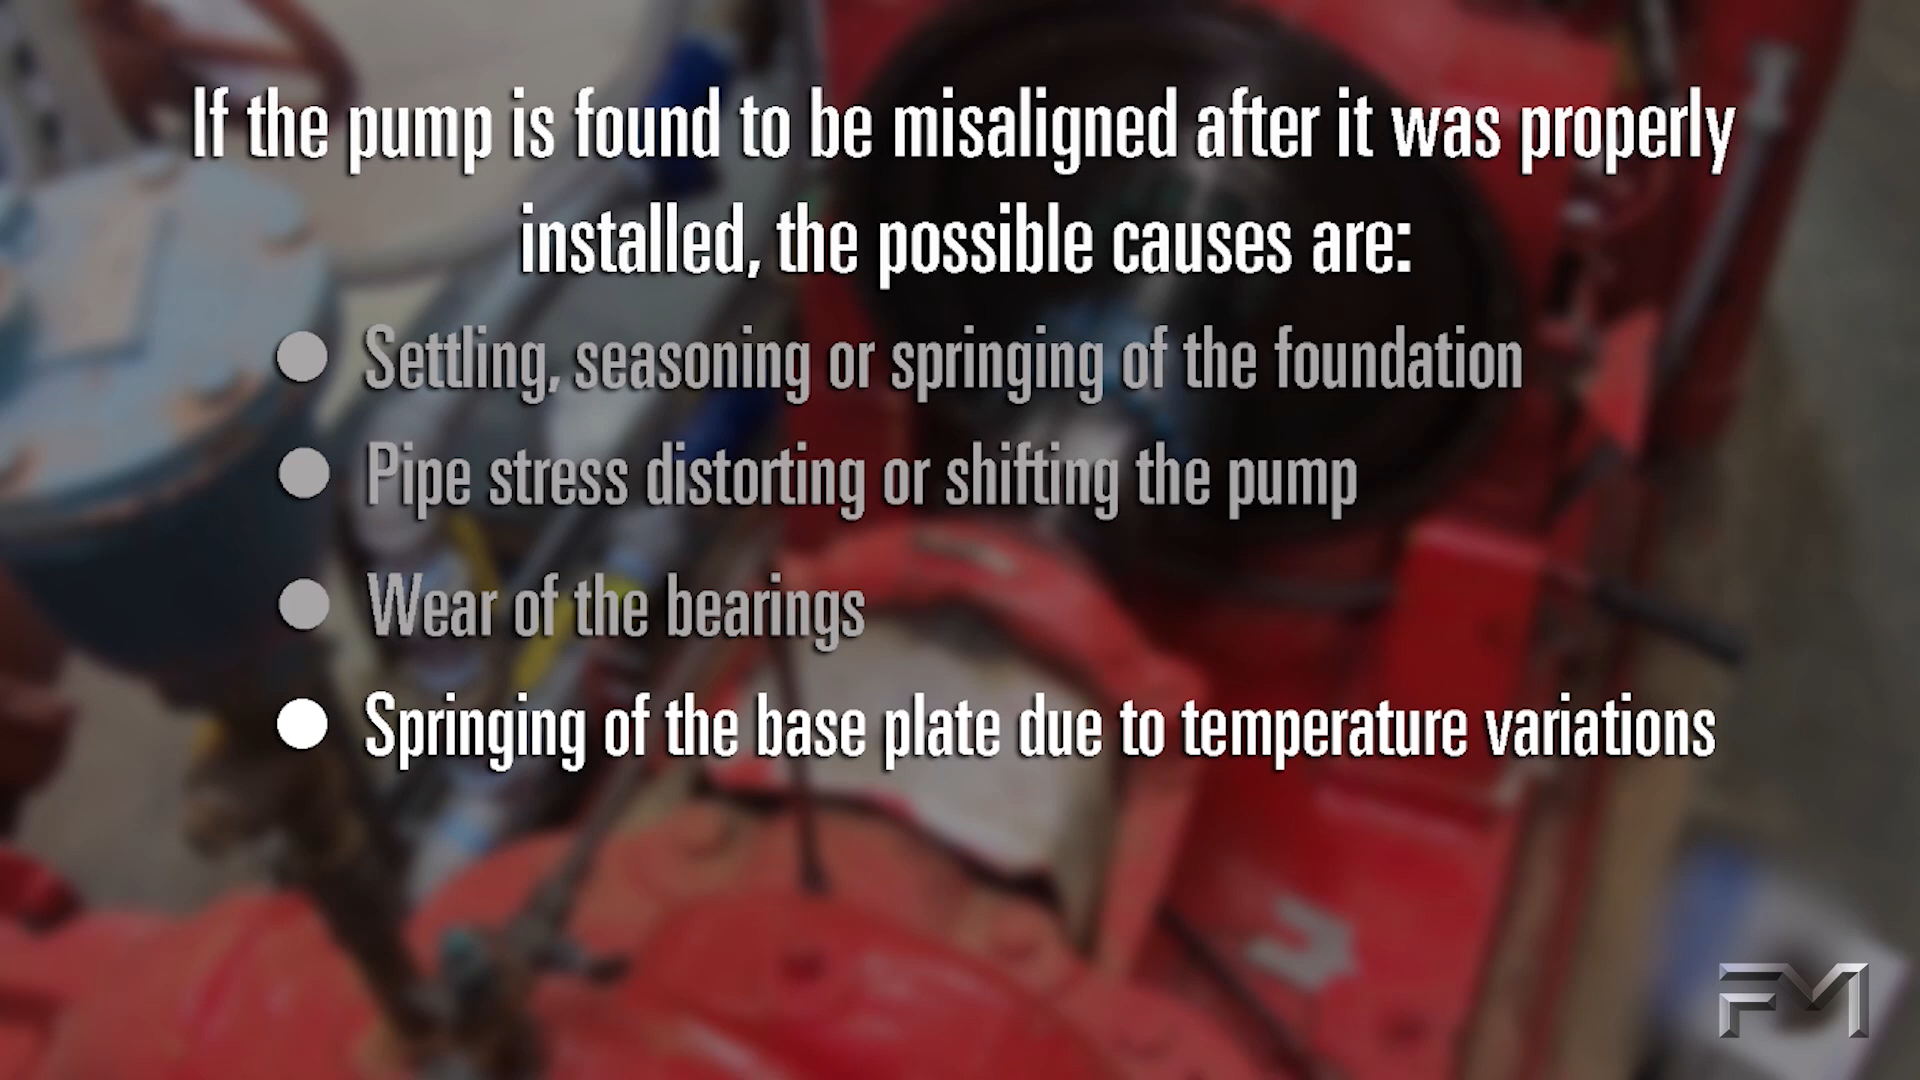 If the pump is found to be misaligned after it was properly
installed, the possible causes are:
Settling, seasoning or springing of the foundation
Pipe stress distorting or shifting the pump
Wear of the bearings
Springing of the base plate due to temperature variations
FM